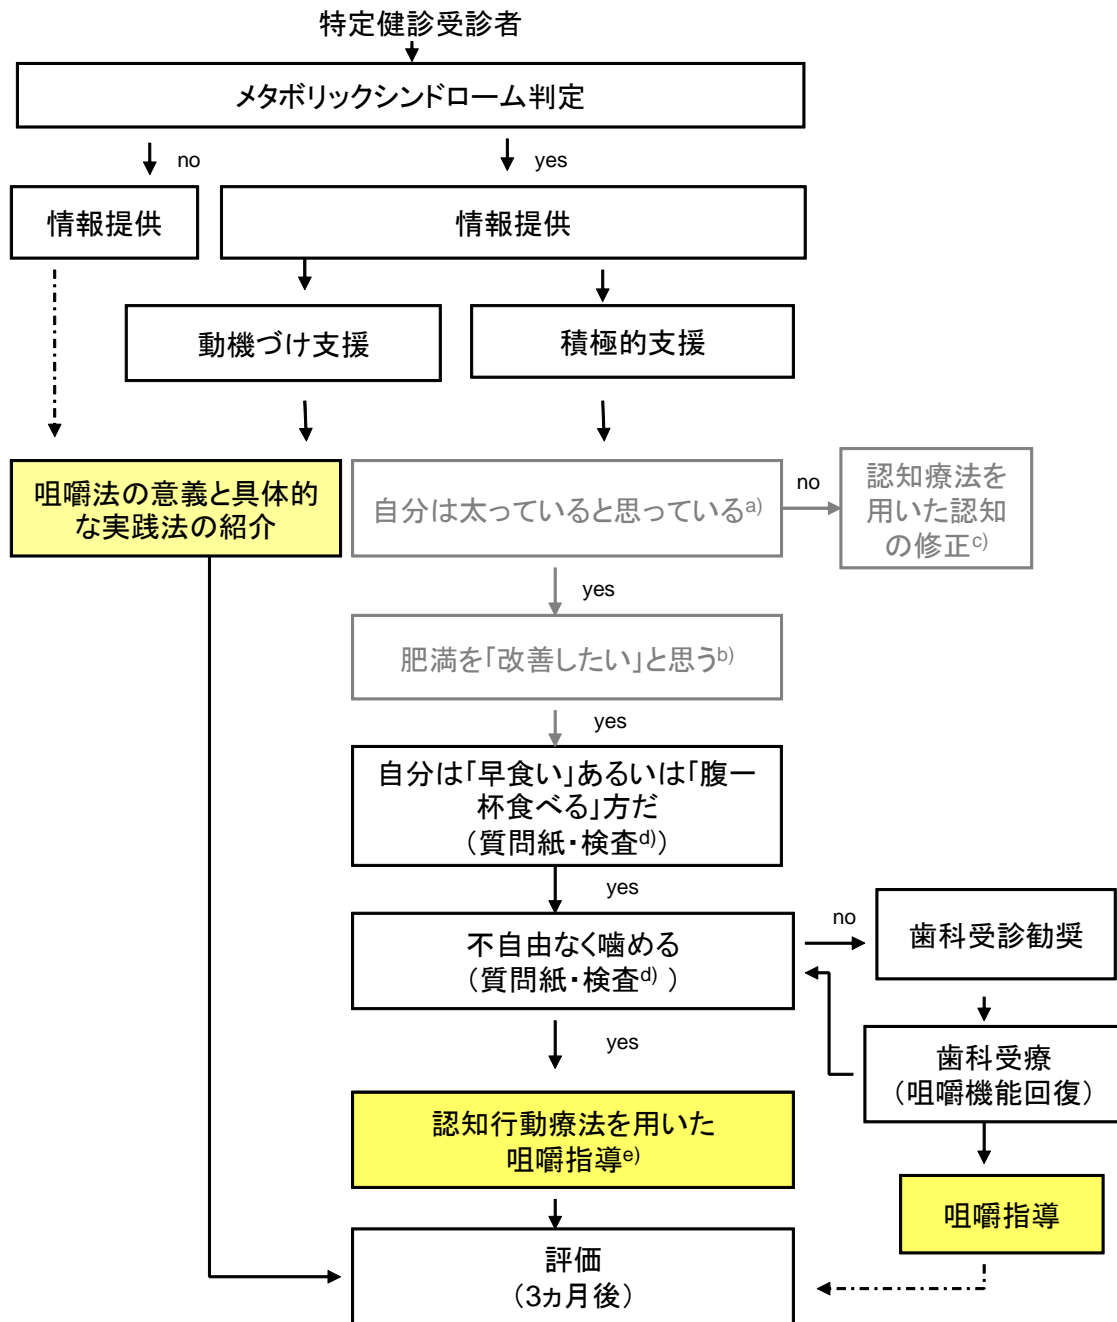 特定健診受診者
メタボリックシンドローム判定
no
yes
情報提供
情報提供
動機づけ支援
積極的支援
咀嚼法の意義と具体的
な実践法の紹介
自分は太っていると思っているa)
no
認知療法を
用いた認知
の修正c)
yes
肥満を「改善したい」と思うb)
yes
自分は「早食い」あるいは「腹一
杯食べる」方だ
（質問紙・検査d)）
yes
不自由なく噛める
（質問紙・検査d) ）
no
歯科受診勧奨
yes
歯科受療
（咀嚼機能回復）
認知行動療法を用いた
咀嚼指導e)
咀嚼指導
評価
（3ヵ月後）